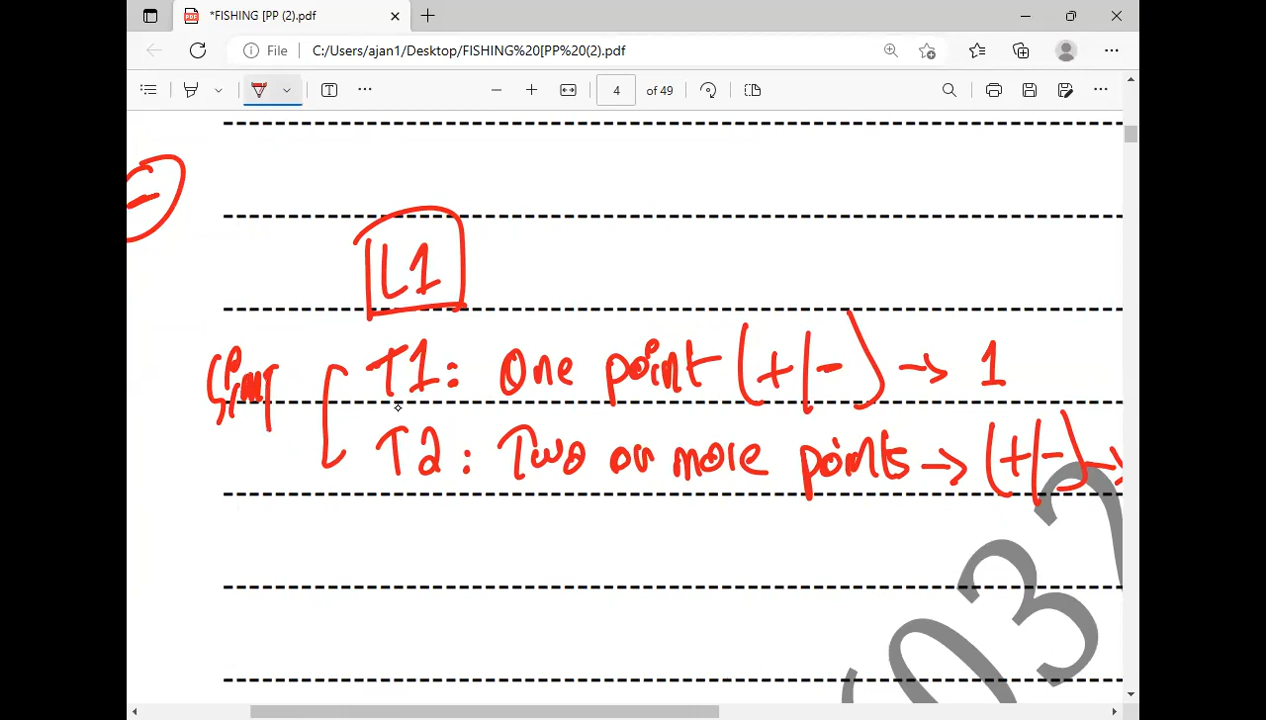 *FISHING [PP (2).pdf
File C:/Users/ajan1/Desktop/FISHING%20[PP%20(2).pdf
4 of 49
L1
T1: One point (+|-) → 1
T2: Two or more points → (+|-) →
037